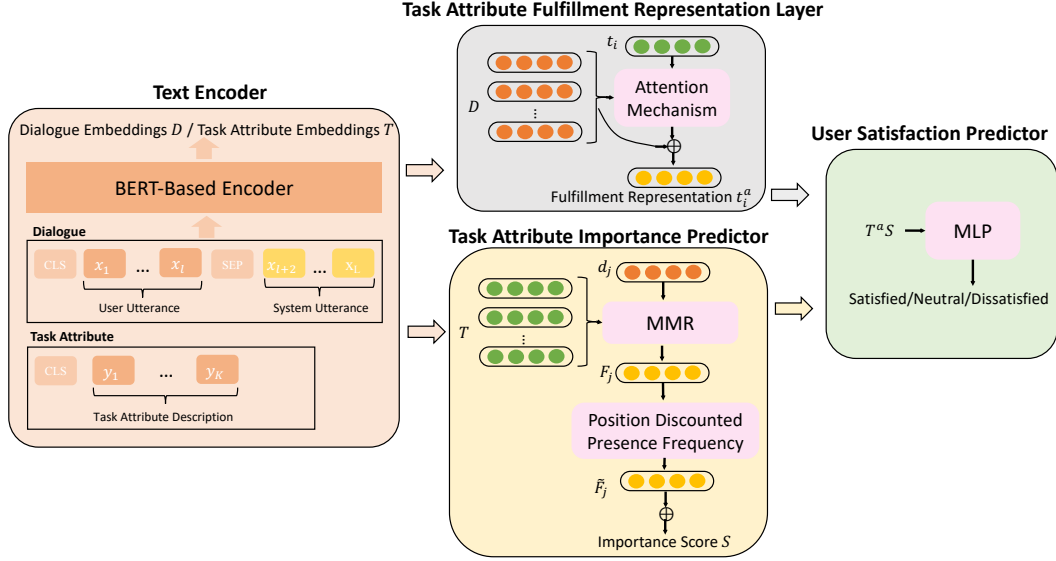 Task Attribute Fulfillment Representation Layer
t_i
D
⋮
Attention
Mechanism
⊕
Fulfillment Representation t_i^a
Text Encoder
Dialogue Embeddings D / Task Attribute Embeddings T
BERT-Based Encoder
Dialogue
CLS x_1 ... x_l SEP x_{l+2} ... x_L
User Utterance System Utterance
Task Attribute
CLS y_1 ... y_K
Task Attribute Description
Task Attribute Importance Predictor
d_j
T
⋮
MMR
F_j
Position Discounted
Presence Frequency
F̃_j
⊕
Importance Score S
User Satisfaction Predictor
T^a S
MLP
Satisfied/Neutral/Dissatisfied